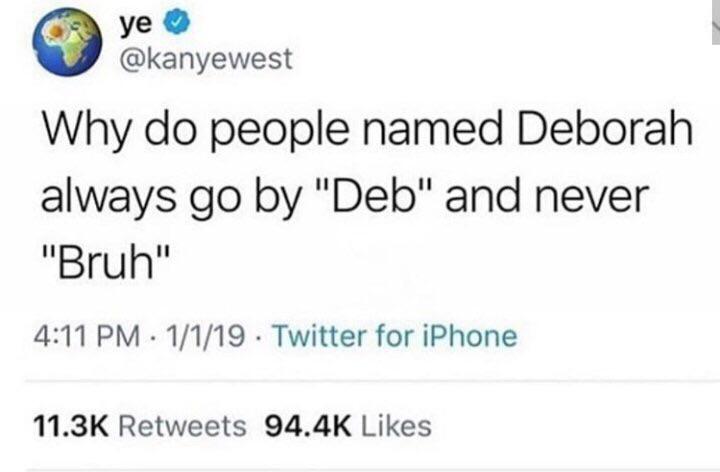 ye
@kanyewest
Why do people named Deborah
always go by "Deb" and never
"Bruh"
4:11 PM · 1/1/19 · Twitter for iPhone
11.3K Retweets 94.4K Likes